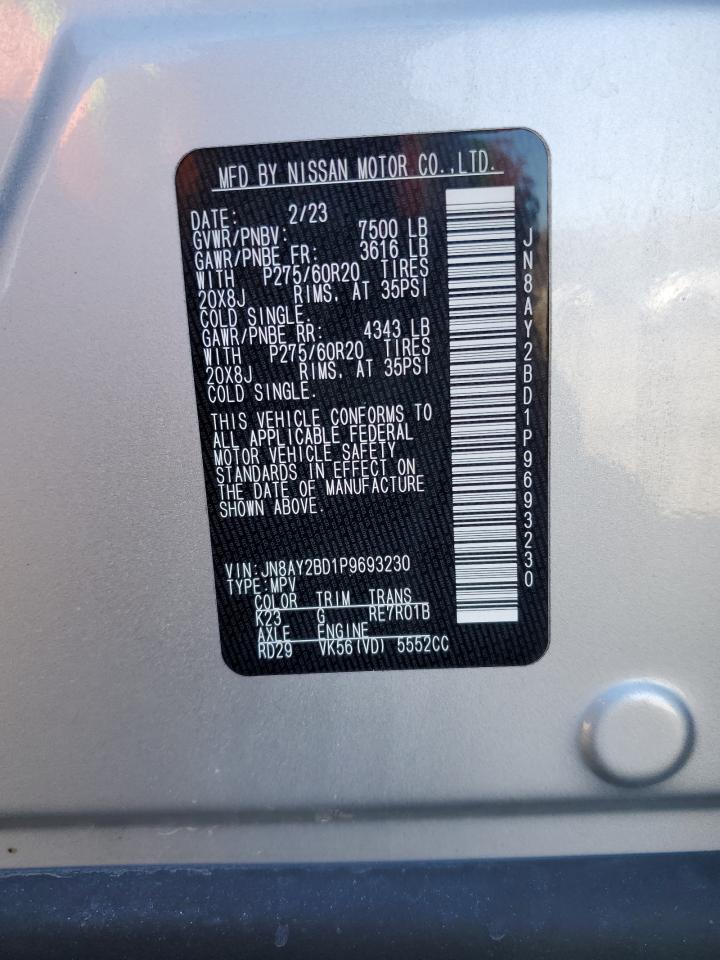 MFD BY NISSAN MOTOR CO.,LTD.
DATE: 2/23
GVWR/PNBV: 7500 LB
GAWR/PNBE FR: 3616 LB
WITH P275/60R20 TIRES
20X8J RIMS, AT 35PSI
COLD SINGLE.
GAWR/PNBE RR: 4343 LB
WITH P275/60R20 TIRES
20X8J RIMS, AT 35PSI
COLD SINGLE.
THIS VEHICLE CONFORMS TO
ALL APPLICABLE FEDERAL
MOTOR VEHICLE SAFETY
STANDARDS IN EFFECT ON
THE DATE OF MANUFACTURE
SHOWN ABOVE.
VIN:JN8AY2BD1P9693230
TYPE:MPV
COLOR TRIM TRANS
K23 G RE7R01B
AXLE ENGINE
RD29 VK56(VD) 5552CC
JN8AY2BD1P9693230